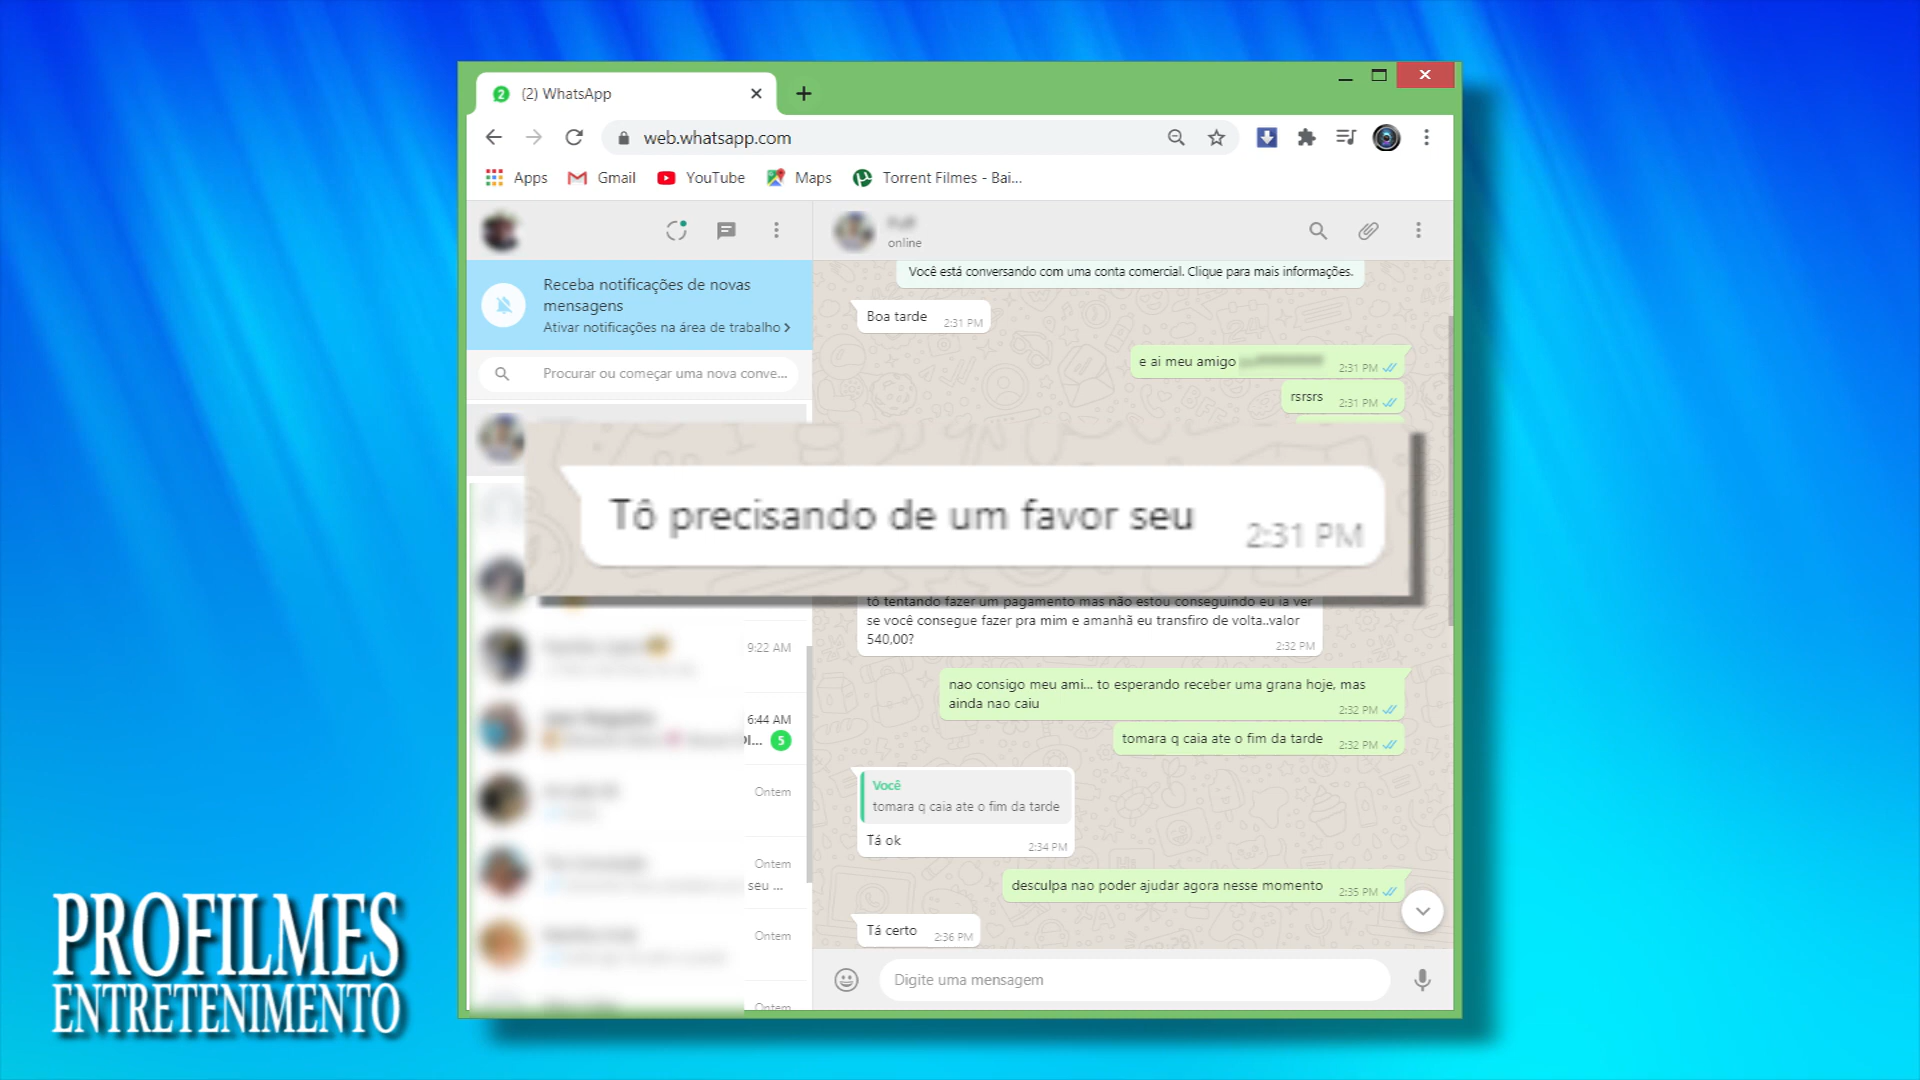 (2) WhatsApp
web.whatsapp.com
Apps Gmail YouTube Maps Torrent Filmes - Bai...
online
Você está conversando com uma conta comercial. Clique para mais informações.
Receba notificações de novas
mensagens
Ativar notificações na área de trabalho
Procurar ou começar uma nova conve...
Boa tarde 2:31 PM
e ai meu amigo 2:31 PM
rsrsrs 2:31 PM
Tô precisando de um favor seu 2:31 PM
tô tentando fazer um pagamento mas não estou conseguindo eu ia ver
se você consegue fazer pra mim e amanhã eu transfiro de volta..valor
540,00?
2:32 PM
nao consigo meu ami... to esperando receber uma grana hoje, mas
ainda nao caiu
2:32 PM
tomara q caia ate o fim da tarde 2:32 PM
Você
tomara q caia ate o fim da tarde
Tá ok 2:34 PM
desculpa nao poder ajudar agora nesse momento 2:35 PM
Tá certo 2:36 PM
Digite uma mensagem
9:22 AM
6:44 AM
5
Ontem
Ontem
seu ...
Ontem
Ontem
PROFILMES
ENTRETENIMENTO